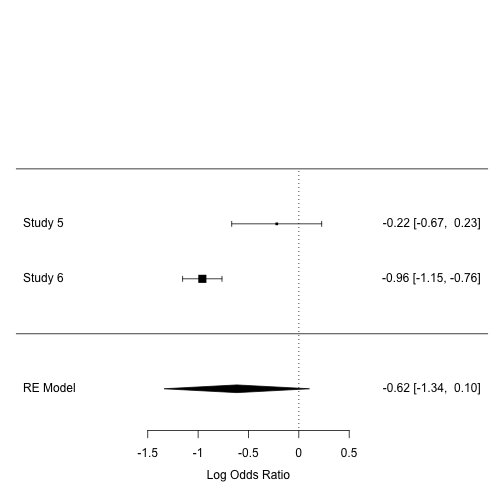 Study 5 -0.22 [-0.67, 0.23]
Study 6 -0.96 [-1.15, -0.76]
RE Model -0.62 [-1.34, 0.10]
-1.5 -1 -0.5 0 0.5
Log Odds Ratio